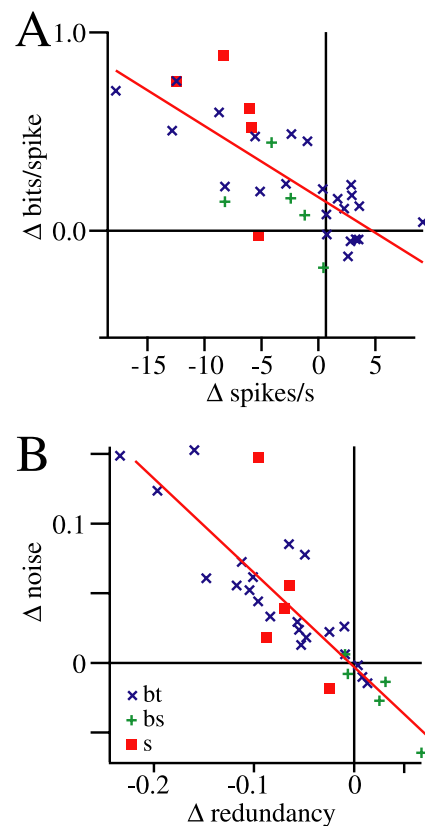 A
1.0
Δ bits/spike
0.0
-15 -10 -5 0 5
Δ spikes/s
B
0.1
Δ noise
0
bt
bs
s
-0.2 -0.1 0
Δ redundancy